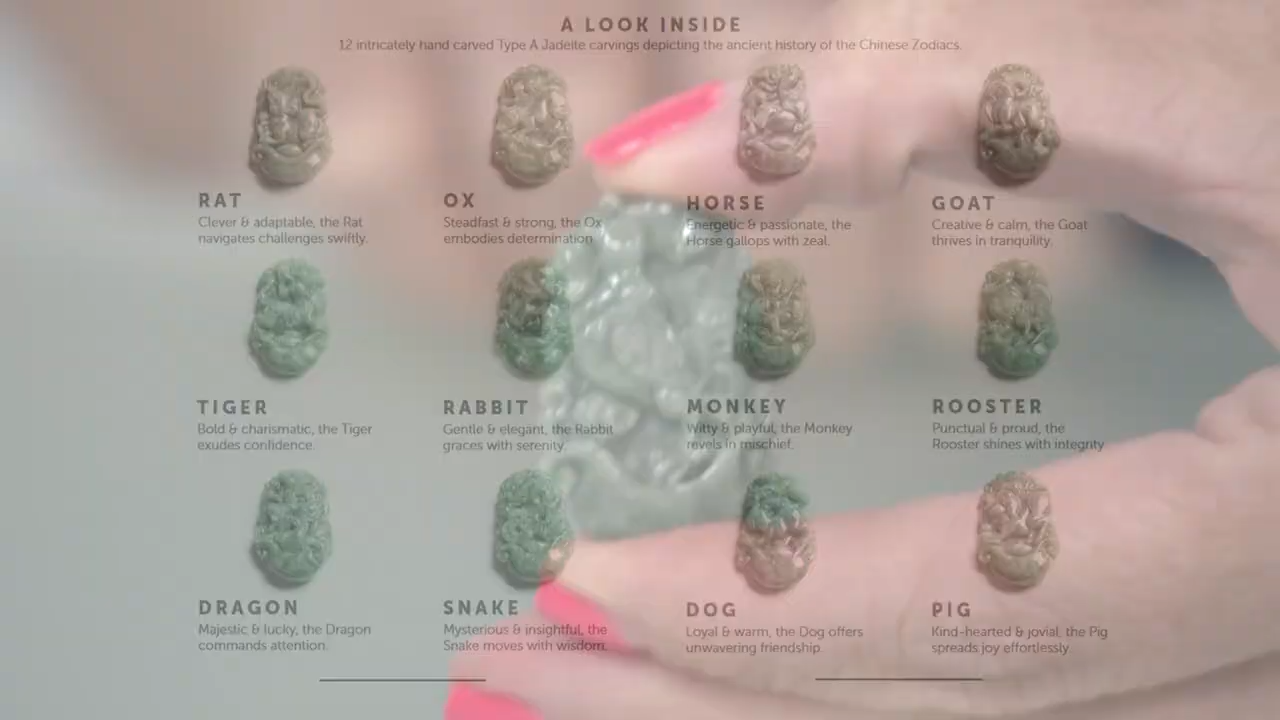 A LOOK INSIDE
12 intricately hand carved Type A Jadeite carvings depicting the ancient history of the Chinese Zodiacs.
RAT
Clever & adaptable, the Rat
navigates challenges swiftly.
OX
Steadfast & strong, the Ox
embodies determination
HORSE
Energetic & passionate, the
Horse gallops with zeal.
GOAT
Creative & calm, the Goat
thrives in tranquility.
TIGER
Bold & charismatic, the Tiger
exudes confidence.
RABBIT
Gentle & elegant, the Rabbit
graces with serenity.
MONKEY
Witty & playful, the Monkey
revels in mischief.
ROOSTER
Punctual & proud, the
Rooster shines with integrity
DRAGON
Majestic & lucky, the Dragon
commands attention.
SNAKE
Mysterious & insightful, the
Snake moves with wisdom.
DOG
Loyal & warm, the Dog offers
unwavering friendship.
PIG
Kind-hearted & jovial, the Pig
spreads joy effortlessly.